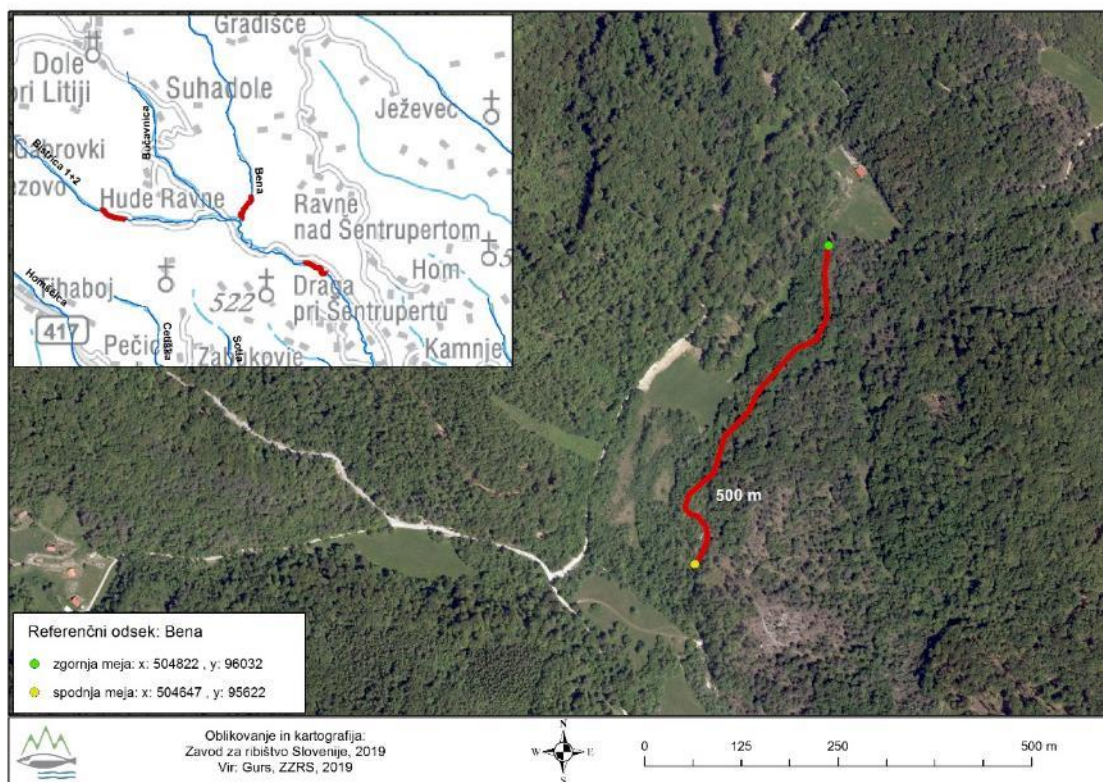 Gradišče
Dole
pri Litiji
Suhadole
Ježevec
Bučavnica
Gabrovki
Bistrica 1+2
Bena
Hude Ravne
Ravne
nad Šentrupertom
Hom
Homščica
417
522
Draga
pri Šentrupertu
Kamnje
500 m
Referenčni odsek: Bena
zgornja meja: x: 504822 , y: 96032
spodnja meja: x: 504647 , y: 95622
Oblikovanje in kartografija:
Zavod za ribištvo Slovenije, 2019
Vir: Gurs, ZZRS, 2019
N
W E
S
0 125 250 500 m